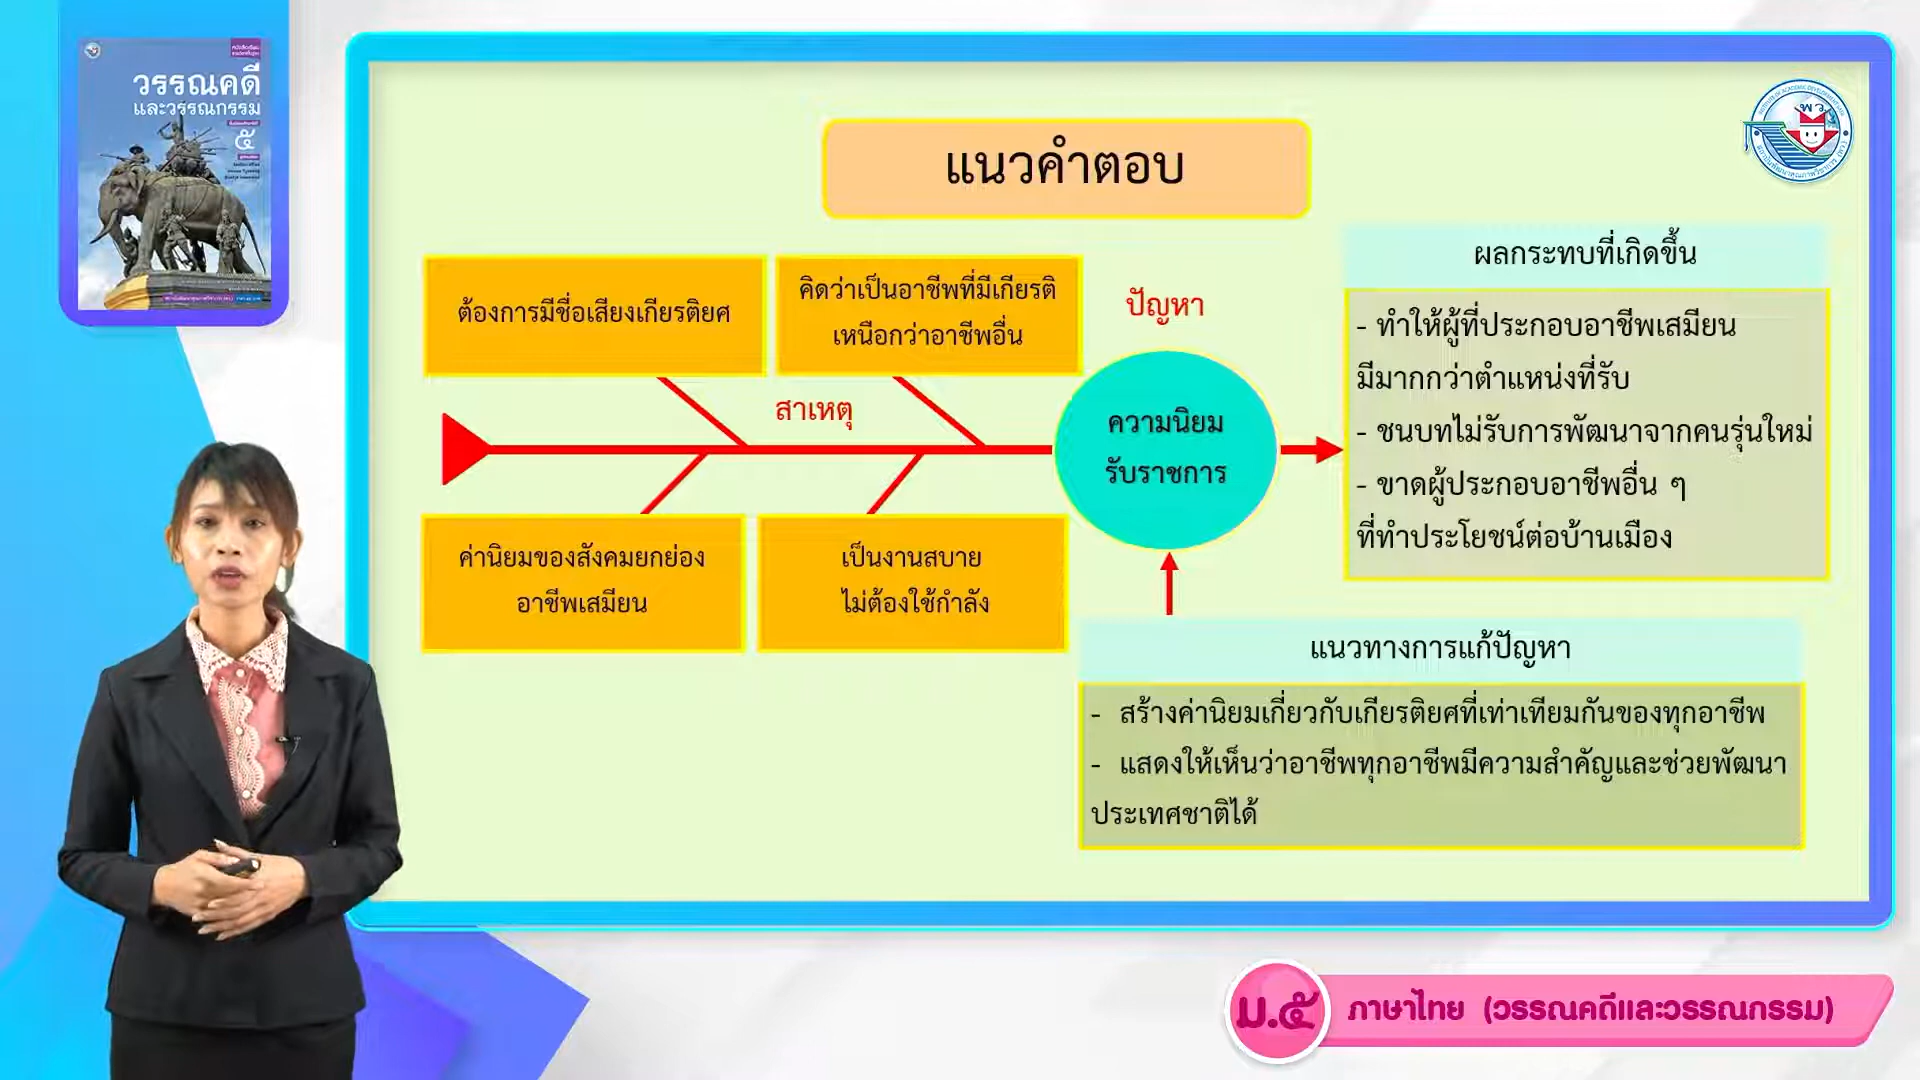 วรรณคดี
และวรรณกรรม
๕
พว
แนวคำตอบ
ต้องการมีชื่อเสียงเกียรติยศ
คิดว่าเป็นอาชีพที่มีเกียรติ
เหนือกว่าอาชีพอื่น
ปัญหา
สาเหตุ
ความนิยม
รับราชการ
ค่านิยมของสังคมยกย่อง
อาชีพเสมียน
เป็นงานสบาย
ไม่ต้องใช้กำลัง
ผลกระทบที่เกิดขึ้น
- ทำให้ผู้ที่ประกอบอาชีพเสมียน
มีมากกว่าตำแหน่งที่รับ
- ชนบทไม่รับการพัฒนาจากคนรุ่นใหม่
- ขาดผู้ประกอบอาชีพอื่น ๆ
ที่ทำประโยชน์ต่อบ้านเมือง
แนวทางการแก้ปัญหา
- สร้างค่านิยมเกี่ยวกับเกียรติยศที่เท่าเทียมกันของทุกอาชีพ
- แสดงให้เห็นว่าอาชีพทุกอาชีพมีความสำคัญและช่วยพัฒนา
ประเทศชาติได้
ม.๕
ภาษาไทย (วรรณคดีและวรรณกรรม)